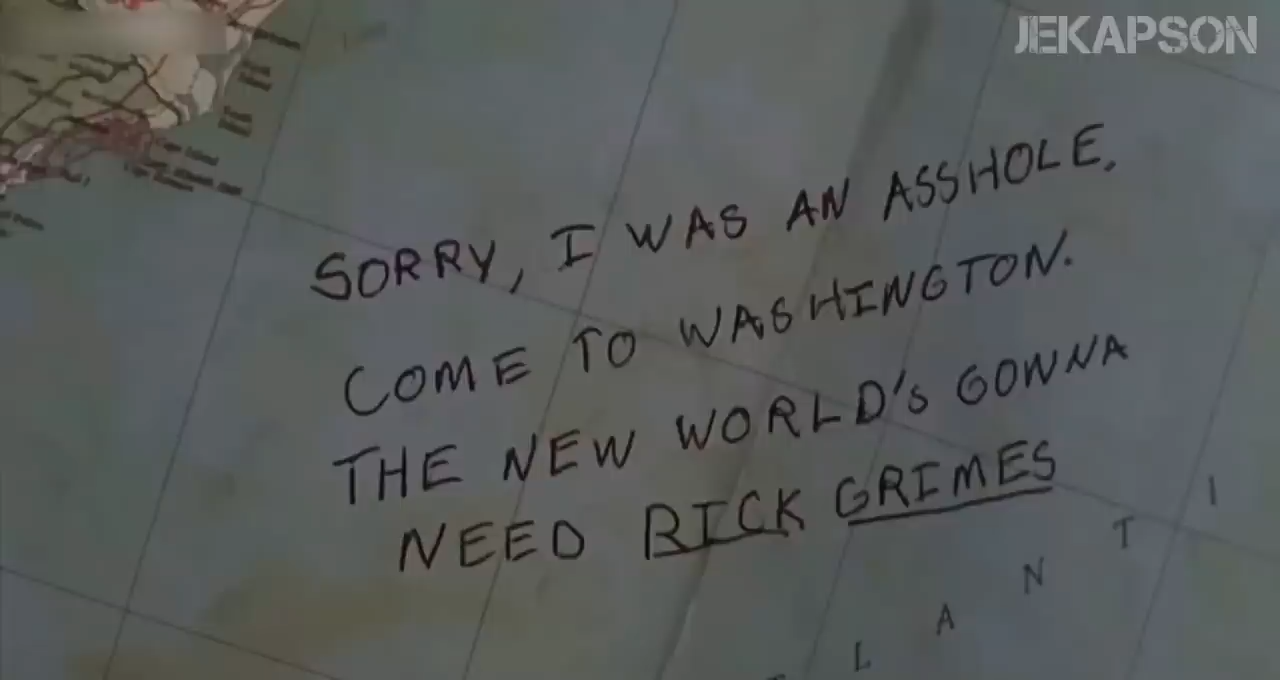 JEKAPSON
SORRY, I WAS AN ASSHOLE.
COME TO WASHINGTON.
THE NEW WORLD'S GONNA
NEED RICK GRIMES
L A N T I